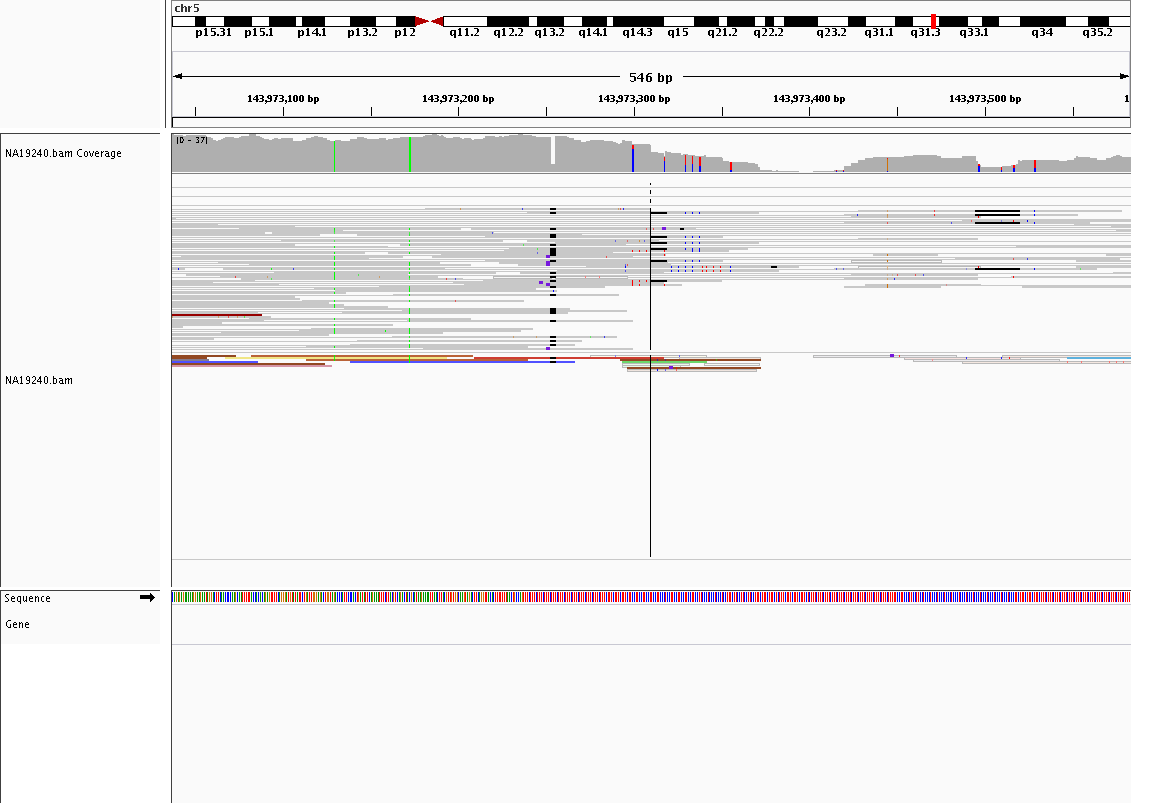 chr5
p15.31 p15.1 p14.1 p13.2 p12 q11.2 q12.2 q13.2 q14.1 q14.3 q15 q21.2 q22.2 q23.2 q31.1 q31.3 q33.1 q34 q35.2
546 bp
143,973,100 bp 143,973,200 bp 143,973,300 bp 143,973,400 bp 143,973,500 bp 1
[0 - 37]
NA19240.bam Coverage
NA19240.bam
Sequence
Gene